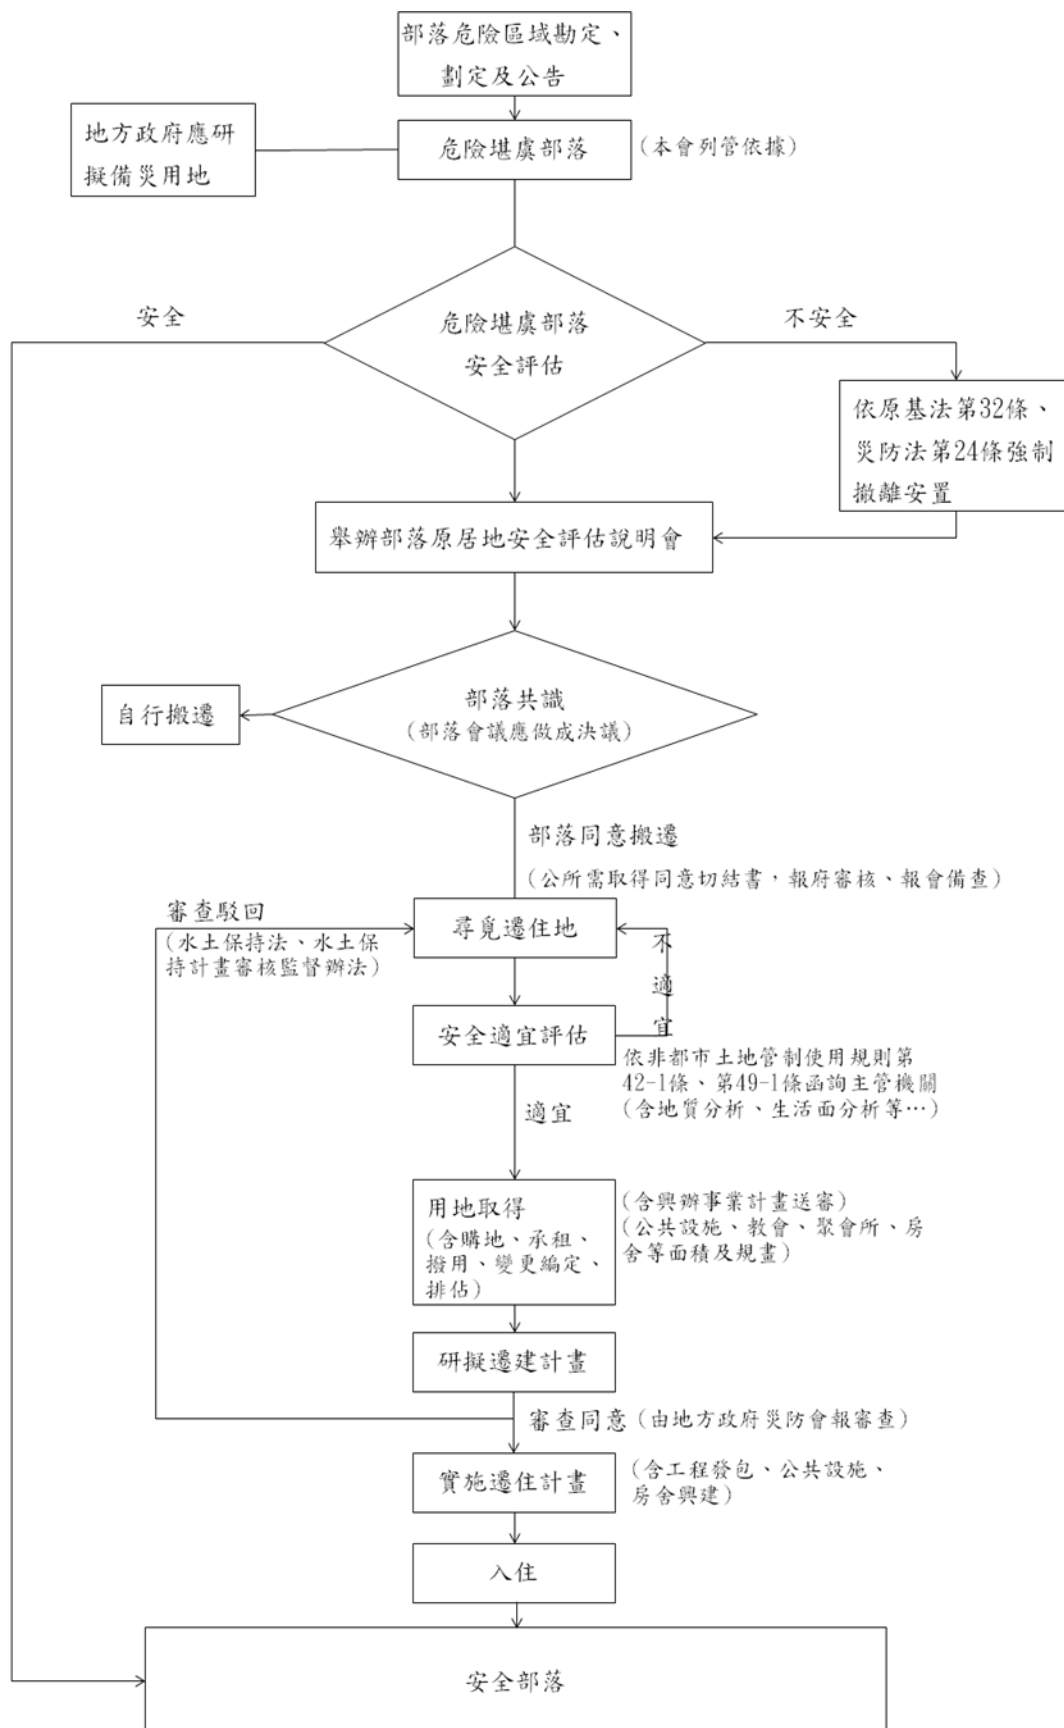 部落危險區域勘定、
劃定及公告
地方政府應研
擬備災用地
危險堪虞部落
(本會列管依據)
安全
危險堪虞部落
安全評估
不安全
依原基法第32條、
災防法第24條強制
撤離安置
舉辦部落原居地安全評估說明會
自行搬遷
部落共識
(部落會議應做成決議)
部落同意搬遷
(公所需取得同意切結書，報府審核、報會備查)
審查駁回
(水土保持法、水土保
持計畫審核監督辦法)
尋覓遷住地
不適宜
安全適宜評估
依非都市土地管制使用規則第
42-1條、第49-1條函詢主管機關
(含地質分析、生活面分析等…)
適宜
用地取得
(含購地、承租、
撥用、變更編定、
排佔)
(含興辦事業計畫送審)
(公共設施、教會、聚會所、房
舍等面積及規畫)
研擬遷建計畫
審查同意(由地方政府災防會報審查)
實施遷住計畫
(含工程發包、公共設施、
房舍興建)
入住
安全部落